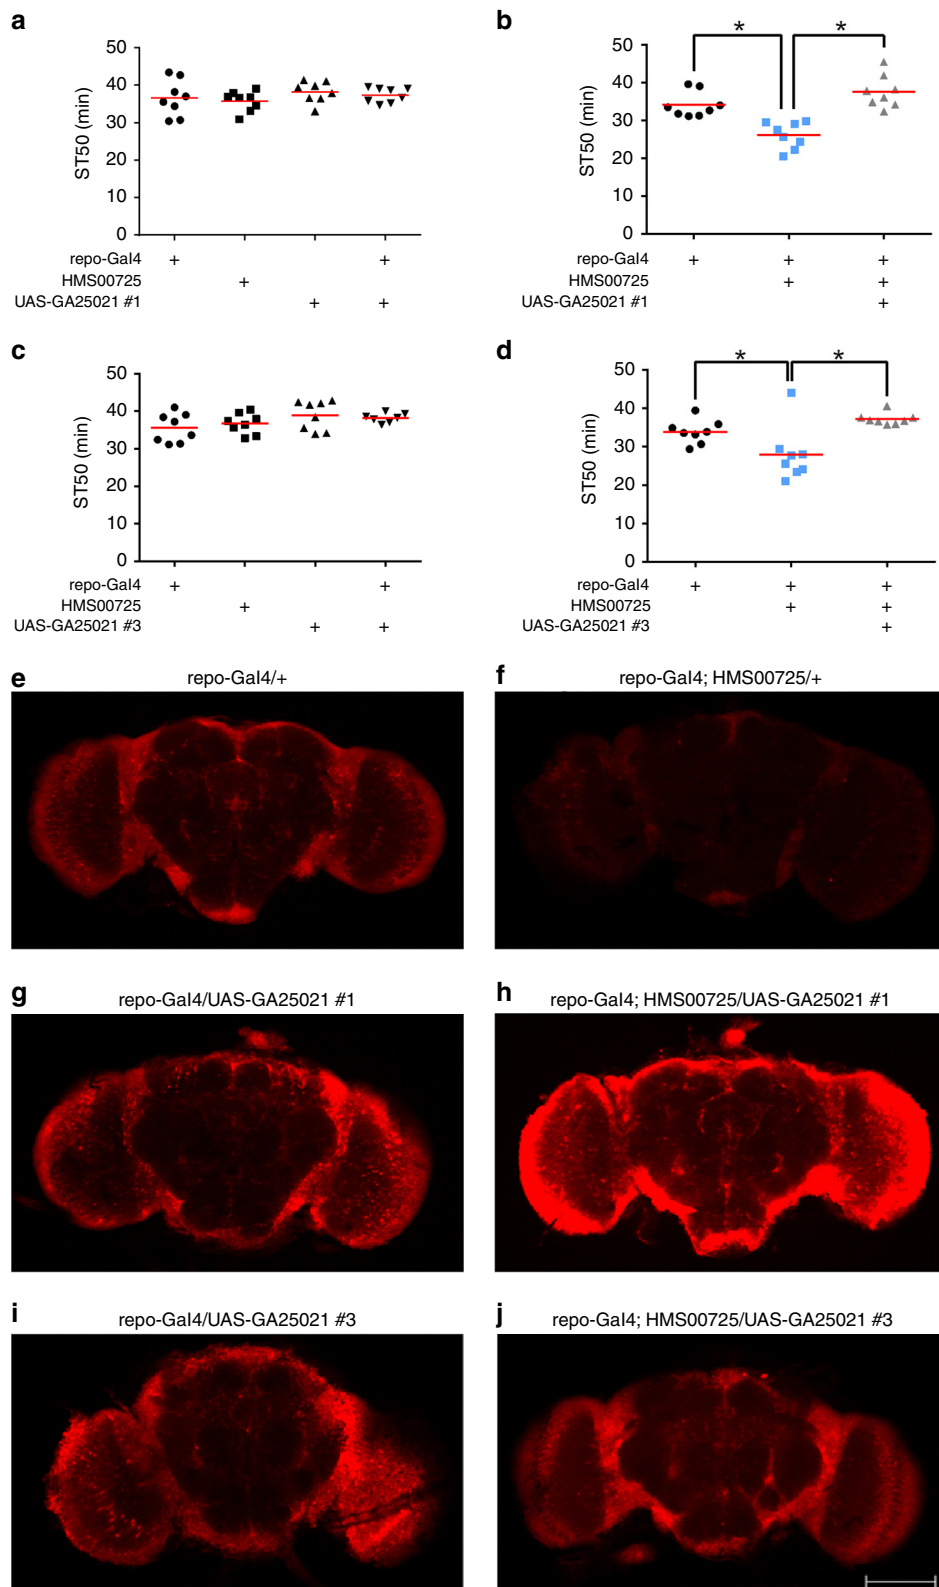 a
50
40
30
20
10
0
ST50 (min)
repo-Gal4 + +
HMS00725 +
UAS-GA25021 #1 + +
b
* *
50
40
30
20
10
0
ST50 (min)
repo-Gal4 + + +
HMS00725 + +
UAS-GA25021 #1 +
c
50
40
30
20
10
0
ST50 (min)
repo-Gal4 + +
HMS00725 +
UAS-GA25021 #3 + +
d
* *
50
40
30
20
10
0
ST50 (min)
repo-Gal4 + + +
HMS00725 + +
UAS-GA25021 #3 +
e
repo-Gal4/+
f
repo-Gal4; HMS00725/+
g
repo-Gal4/UAS-GA25021 #1
h
repo-Gal4; HMS00725/UAS-GA25021 #1
i
repo-Gal4/UAS-GA25021 #3
j
repo-Gal4; HMS00725/UAS-GA25021 #3